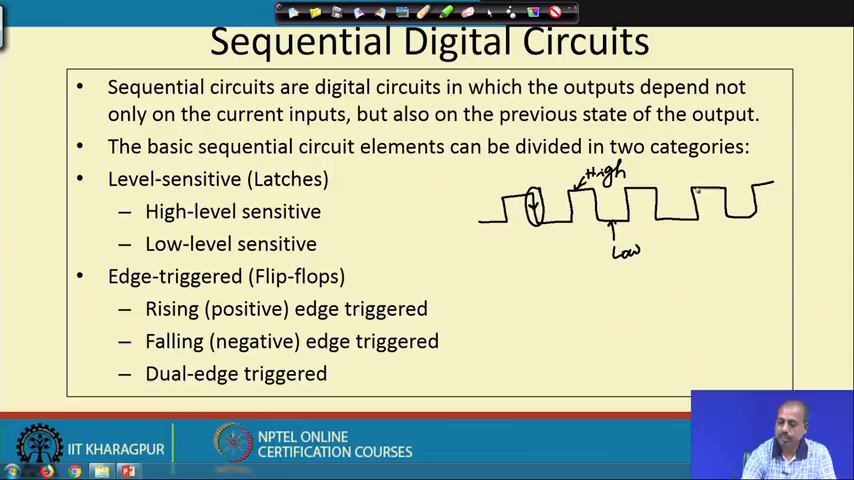 Sequential Digital Circuits
• Sequential circuits are digital circuits in which the outputs depend not
only on the current inputs, but also on the previous state of the output.
• The basic sequential circuit elements can be divided in two categories:
• Level-sensitive (Latches)
– High-level sensitive
– Low-level sensitive
• Edge-triggered (Flip-flops)
– Rising (positive) edge triggered
– Falling (negative) edge triggered
– Dual-edge triggered
High
Low
IIT KHARAGPUR
NPTEL ONLINE
CERTIFICATION COURSES